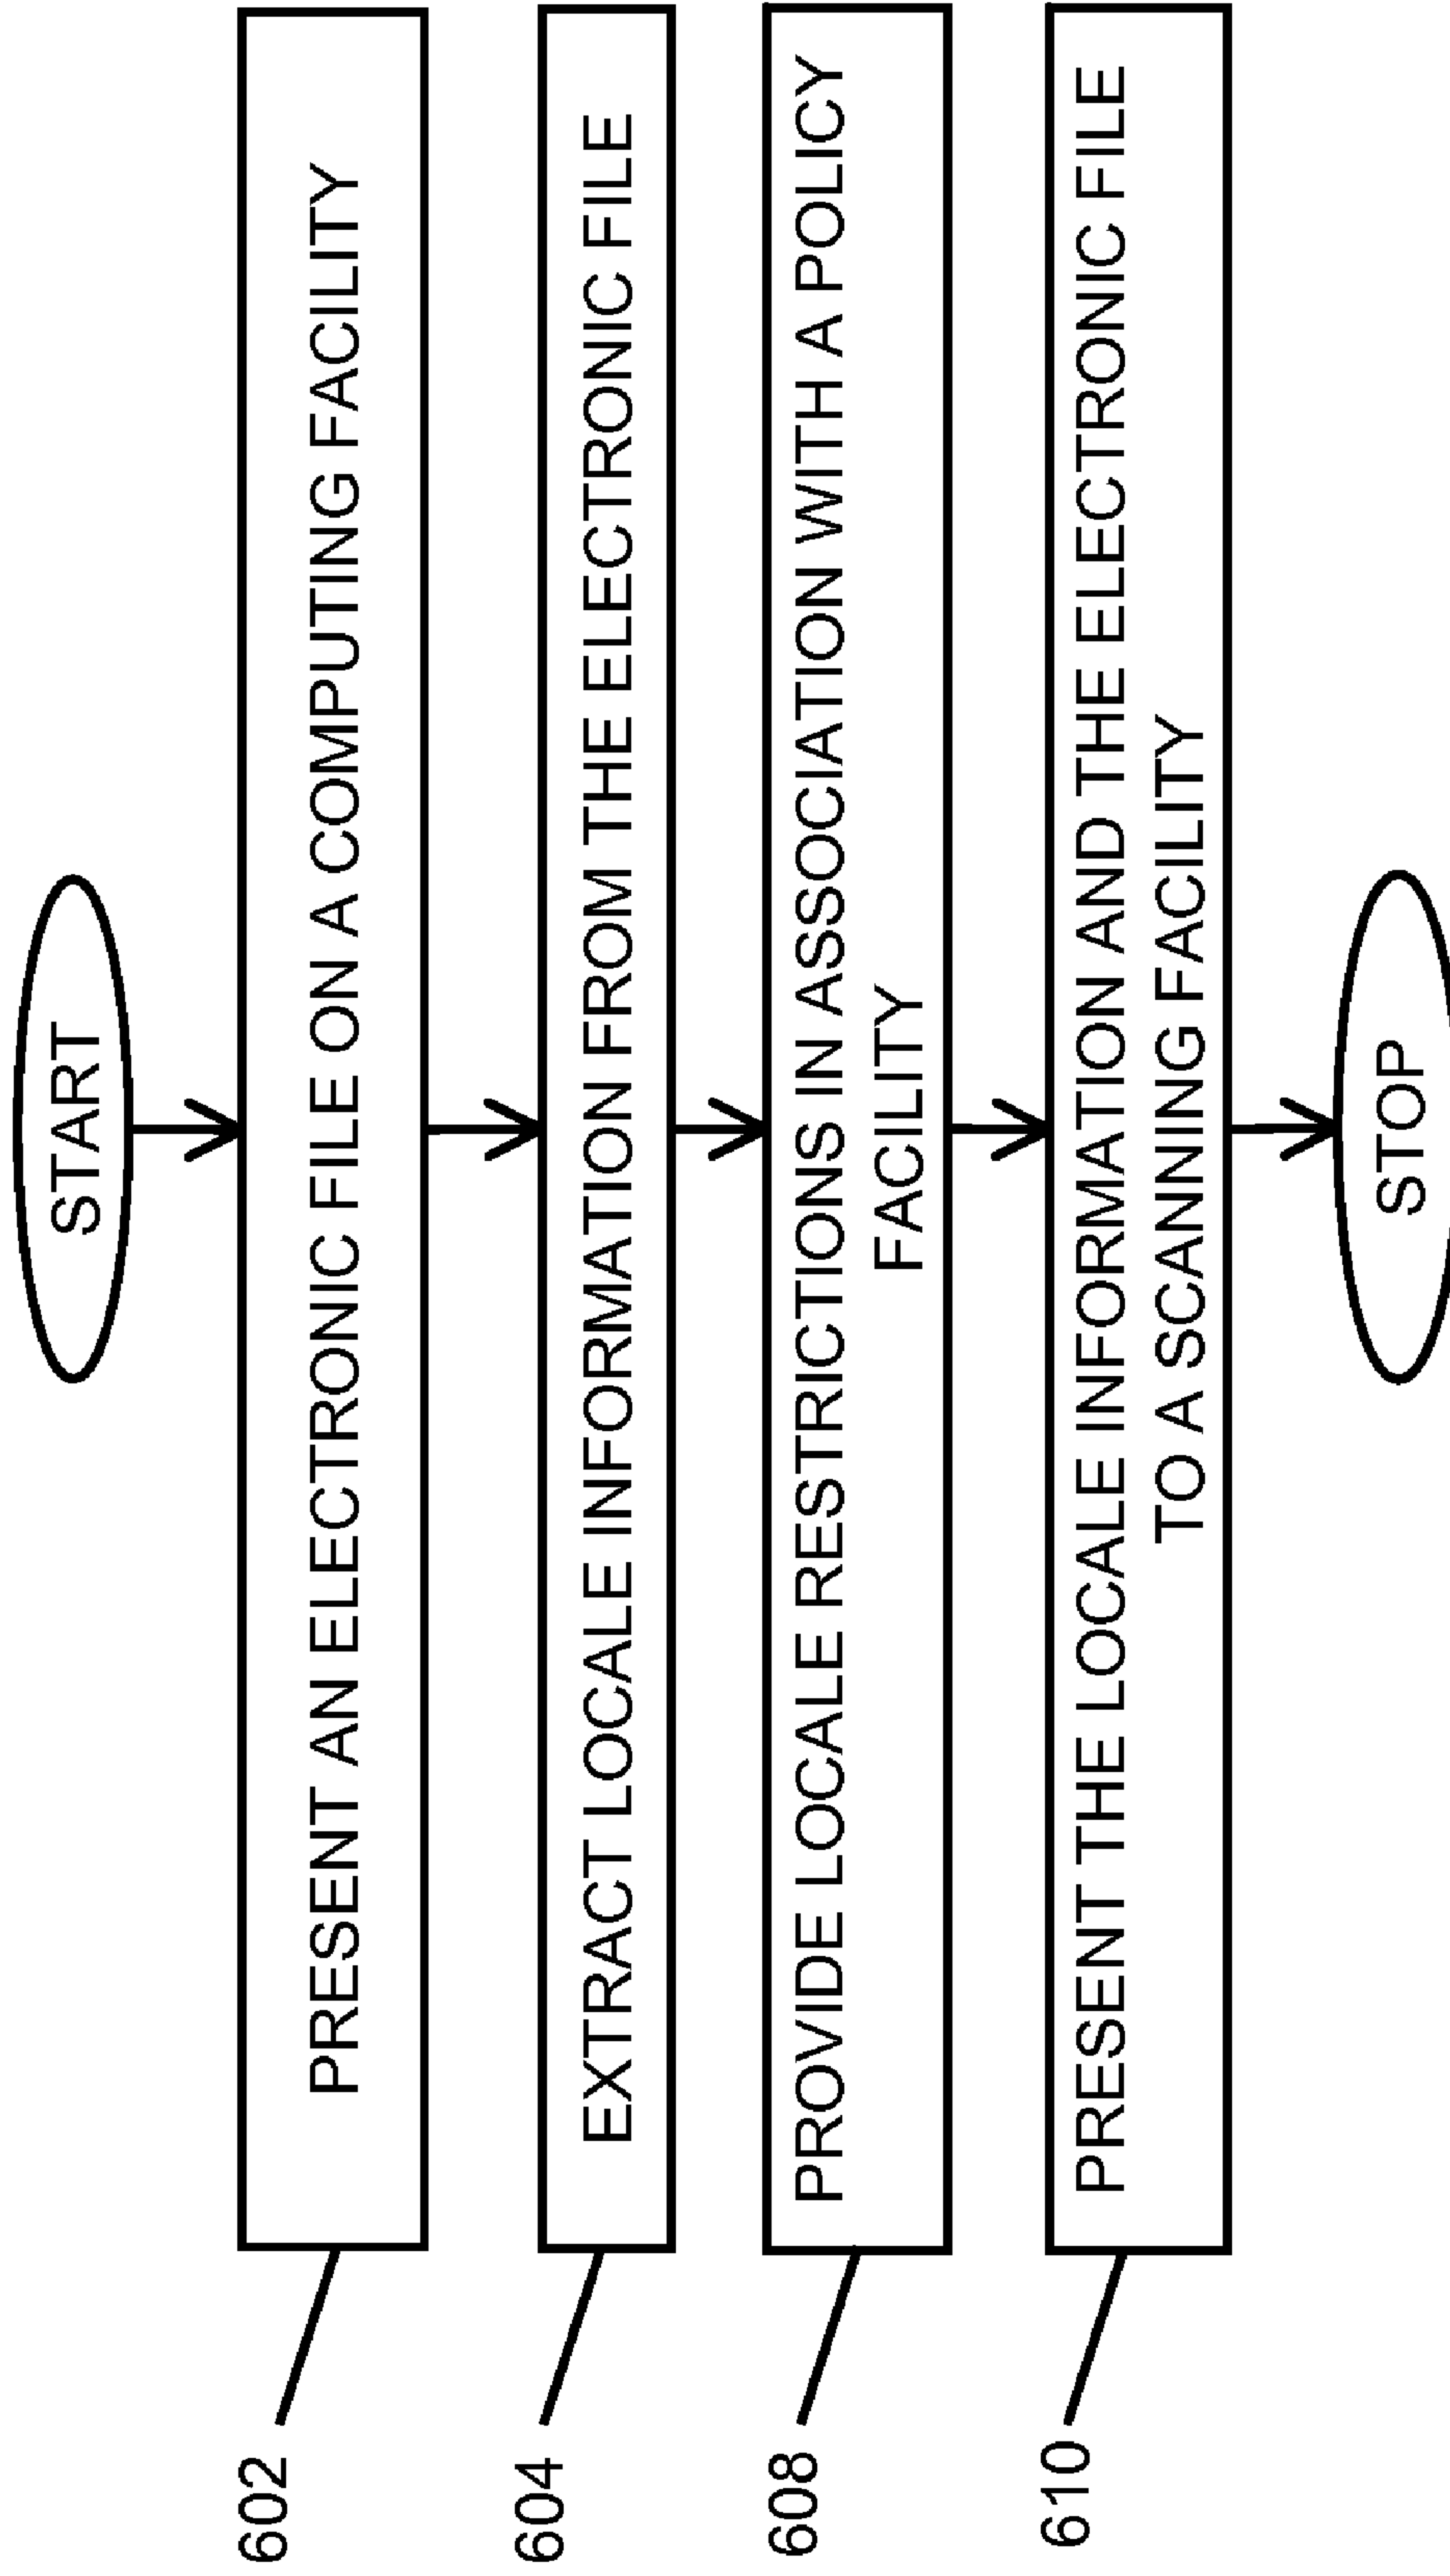 START
602
PRESENT AN ELECTRONIC FILE ON A COMPUTING FACILITY
604
EXTRACT LOCALE INFORMATION FROM THE ELECTRONIC FILE
608
PROVIDE LOCALE RESTRICTIONS IN ASSOCIATION WITH A POLICY
FACILITY
610
PRESENT THE LOCALE INFORMATION AND THE ELECTRONIC FILE
TO A SCANNING FACILITY
STOP